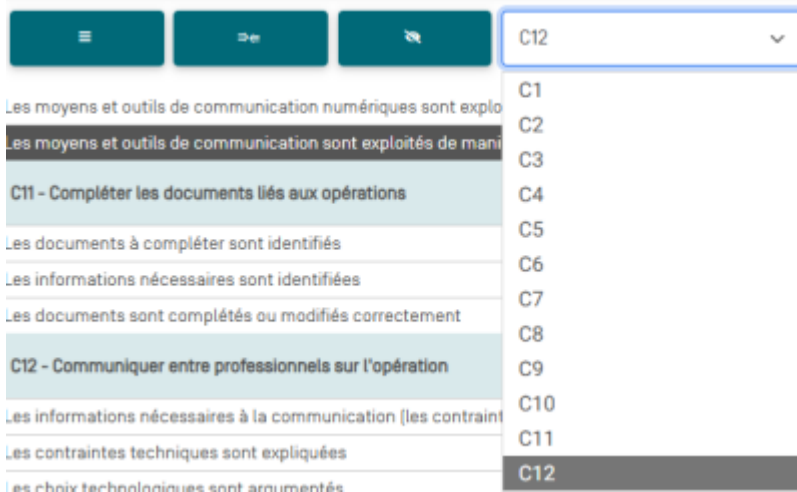 C12
C1
C2
C3
C4
C5
C6
C7
C8
C9
C10
C11
C12
Les moyens et outils de communication numériques sont explo
Les moyens et outils de communication sont exploités de mani
C11 - Compléter les documents liés aux opérations
Les documents à compléter sont identifiés
Les informations nécessaires sont identifiées
Les documents sont complétés ou modifiés correctement
C12 - Communiquer entre professionnels sur l'opération
Les informations nécessaires à la communication (les contraint
Les contraintes techniques sont expliquées
Les choix technologiques sont argumentés